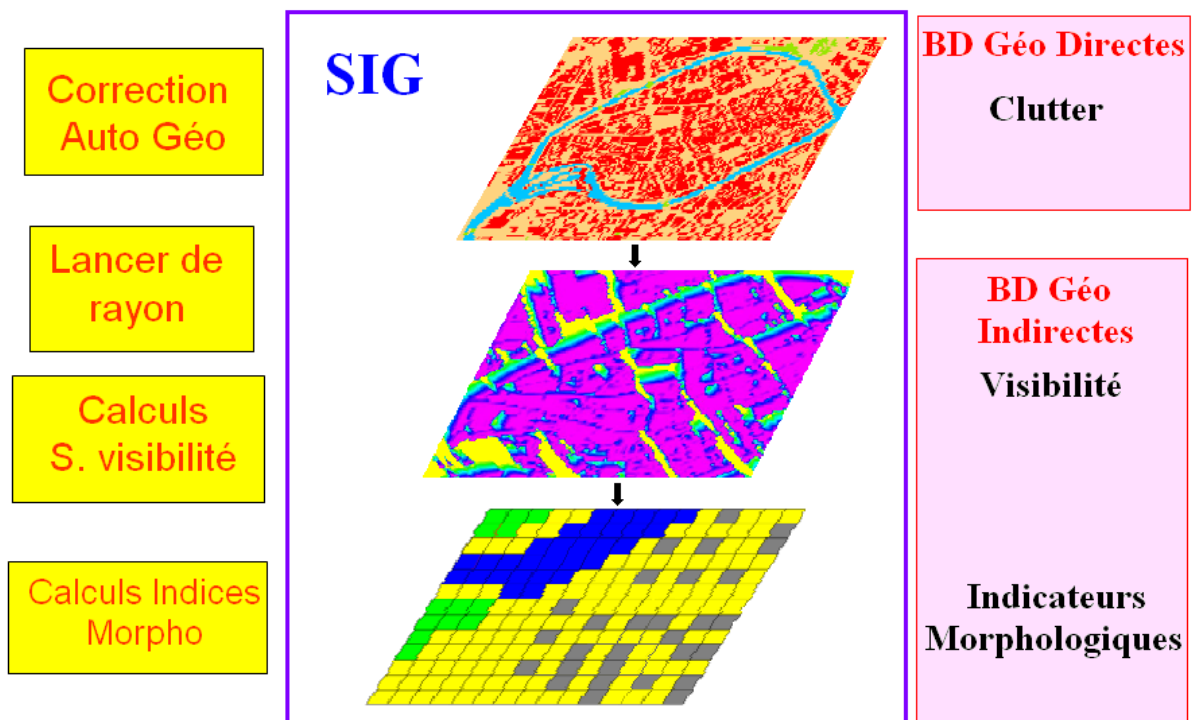 Correction
Auto Géo
Lancer de
rayon
Calculs
S. visibilité
Calculs Indices
Morpho
SIG
BD Géo Directes
Clutter
BD Géo
Indirectes
Visibilité
Indicateurs
Morphologiques